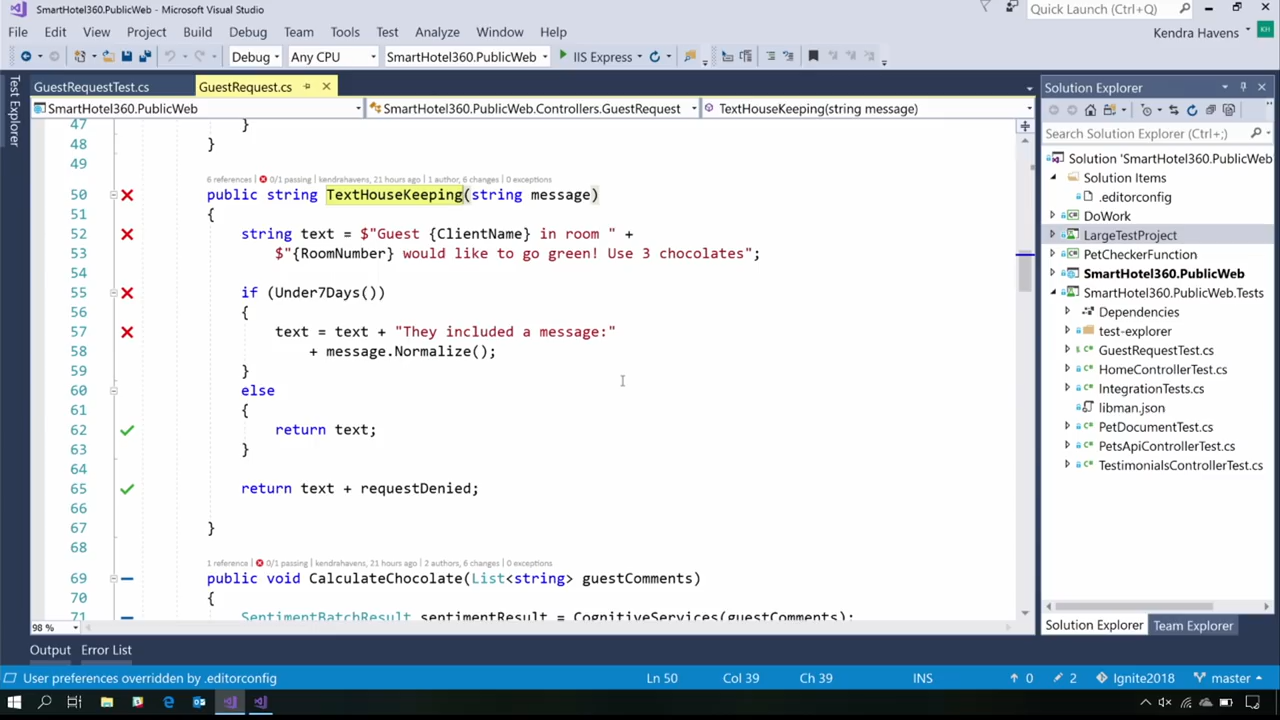 SmartHotel360.PublicWeb - Microsoft Visual Studio
Quick Launch (Ctrl+Q)
File Edit View Project Build Debug Team Tools Test Analyze Window Help
Kendra Havens KH
Debug Any CPU SmartHotel360.PublicWeb IIS Express
Test Explorer
GuestRequestTest.cs GuestRequest.cs
SmartHotel360.PublicWeb SmartHotel360.PublicWeb.Controllers.GuestRequest TextHouseKeeping(string message)
47 }
48 }
49
6 references | 0/1 passing | kendrahavens, 21 hours ago | 1 author, 6 changes | 0 exceptions
50 public string TextHouseKeeping(string message)
51 {
52 string text = $"Guest {ClientName} in room " +
53 $"{RoomNumber} would like to go green! Use 3 chocolates";
54
55 if (Under7Days())
56 {
57 text = text + "They included a message:"
58 + message.Normalize();
59 }
60 else
61 {
62 return text;
63 }
64
65 return text + requestDenied;
66
67 }
68
1 reference | 0/1 passing | kendrahavens, 21 hours ago | 2 authors, 6 changes | 0 exceptions
69 public void CalculateChocolate(List<string> guestComments)
70 {
71 SentimentBatchResult sentimentResult = CognitiveServices(guestComments);
98 %
Solution Explorer
Search Solution Explorer (Ctrl+;)
Solution 'SmartHotel360.PublicWeb
Solution Items
.editorconfig
DoWork
LargeTestProject
PetCheckerFunction
SmartHotel360.PublicWeb
SmartHotel360.PublicWeb.Tests
Dependencies
test-explorer
GuestRequestTest.cs
HomeControllerTest.cs
IntegrationTests.cs
libman.json
PetDocumentTest.cs
PetsApiControllerTest.cs
TestimonialsControllerTest.cs
Solution Explorer Team Explorer
Output Error List
User preferences overridden by .editorconfig Ln 50 Col 39 Ch 39 INS 0 2 Ignite2018 master